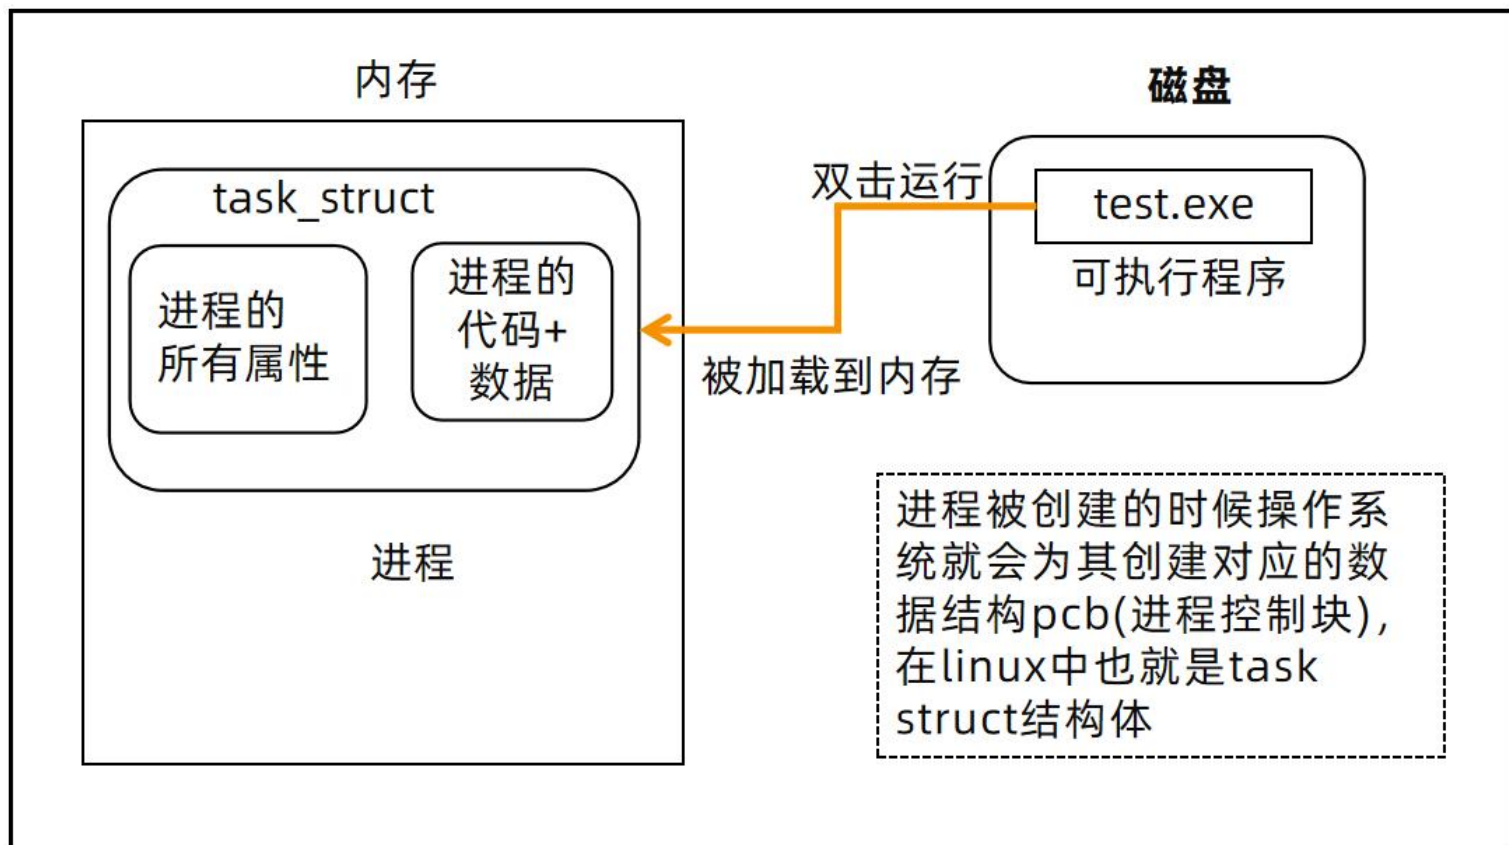 内存
磁盘
task_struct
双击运行
test.exe
进程的
所有属性
进程的
代码+
数据
可执行程序
被加载到内存
进程
进程被创建的时候操作系
统就会为其创建对应的数
据结构pcb(进程控制块),
在linux中也就是task
struct结构体